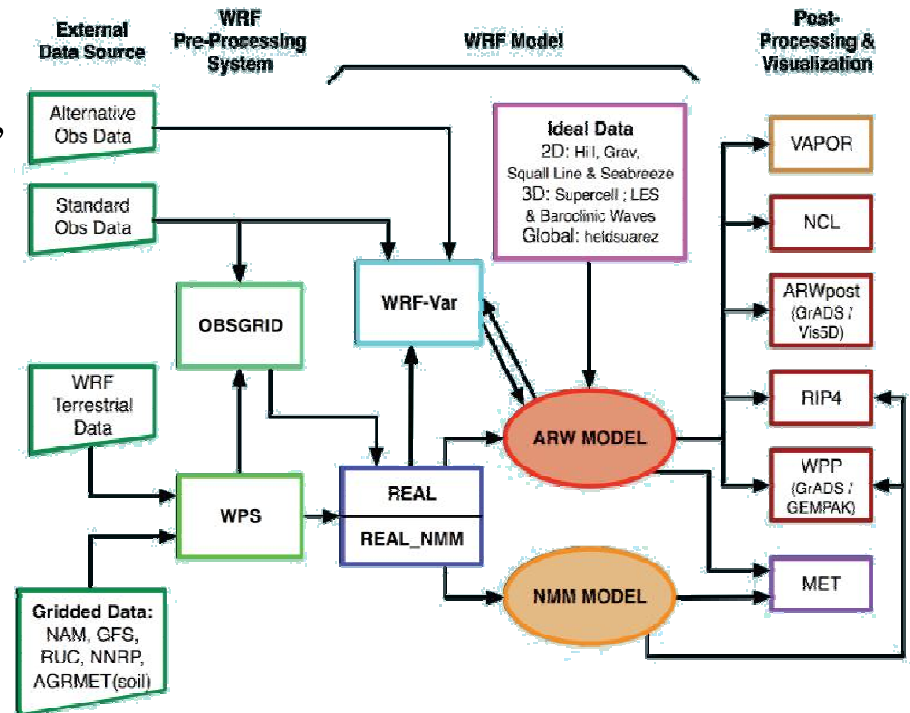 External
Data Source
WRF
Pre-Processing
System
WRF Model
Post-
Processing &
Visualization
,
Alternative
Obs Data
Standard
Obs Data
WRF
Terrestrial
Data
Gridded Data:
NAM, GFS,
RUC, NNRP,
AGRMET(soil)
OBSGRID
WPS
WRF-Var
REAL
REAL_NMM
Ideal Data
2D: Hill, Grav,
Squall Line & Seabreeze
3D: Supercell ; LES
& Baroclinic Waves
Global: heldsuarez
ARW MODEL
NMM MODEL
VAPOR
NCL
ARWpost
(GrADS /
Vis5D)
RIP4
WPP
(GrADS /
GEMPAK)
MET